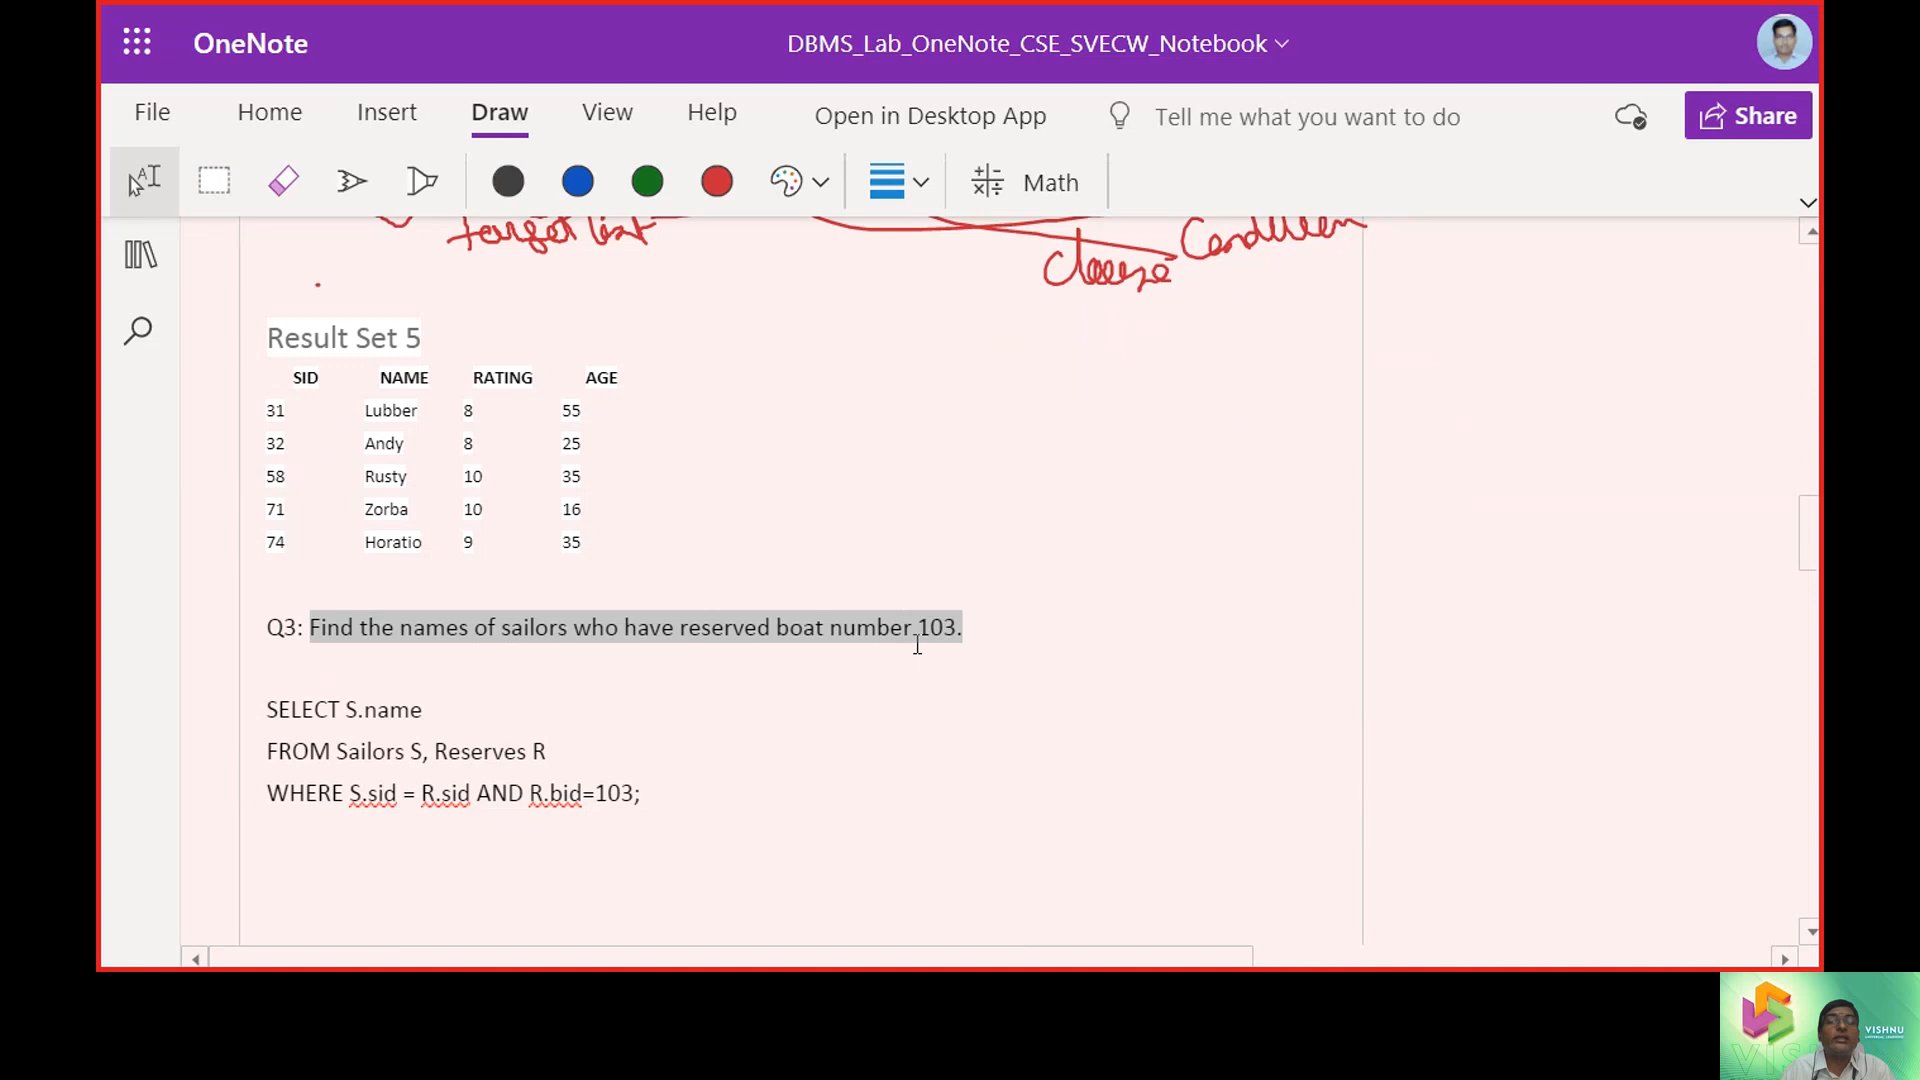 OneNote
DBMS_Lab_OneNote_CSE_SVECW_Notebook
File Home Insert Draw View Help Open in Desktop App Tell me what you want to do Share
Math
Target list
Condition
Clause
Result Set 5
SID NAME RATING AGE
31 Lubber 8 55
32 Andy 8 25
58 Rusty 10 35
71 Zorba 10 16
74 Horatio 9 35
Q3: Find the names of sailors who have reserved boat number 103.
SELECT S.name
FROM Sailors S, Reserves R
WHERE S.sid = R.sid AND R.bid=103;
VISHNU